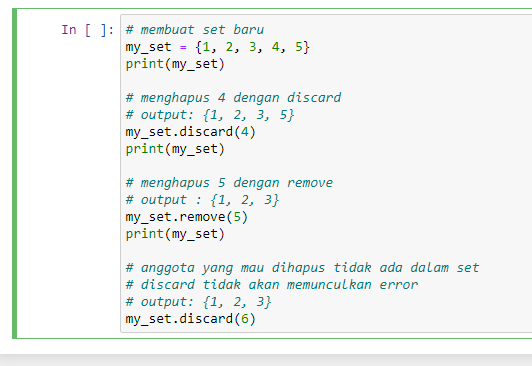 In [ ]: # membuat set baru
my_set = {1, 2, 3, 4, 5}
print(my_set)
# menghapus 4 dengan discard
# output: {1, 2, 3, 5}
my_set.discard(4)
print(my_set)
# menghapus 5 dengan remove
# output : {1, 2, 3}
my_set.remove(5)
print(my_set)
# anggota yang mau dihapus tidak ada dalam set
# discard tidak akan memunculkan error
# output: {1, 2, 3}
my_set.discard(6)